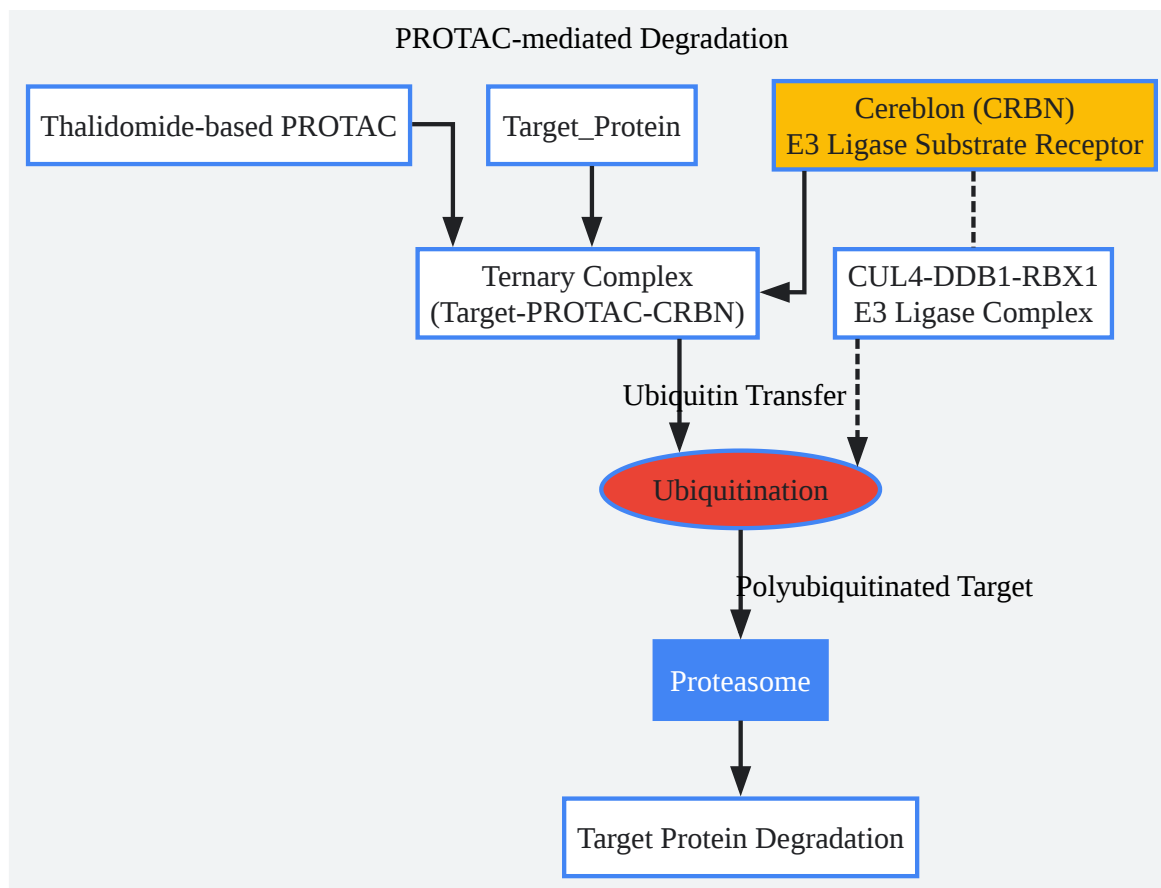 PROTAC-mediated Degradation
Thalidomide-based PROTAC
Target_Protein
Cereblon (CRBN)
E3 Ligase Substrate Receptor
Ternary Complex
(Target-PROTAC-CRBN)
CUL4-DDB1-RBX1
E3 Ligase Complex
Ubiquitin Transfer
Ubiquitination
Polyubiquitinated Target
Proteasome
Target Protein Degradation